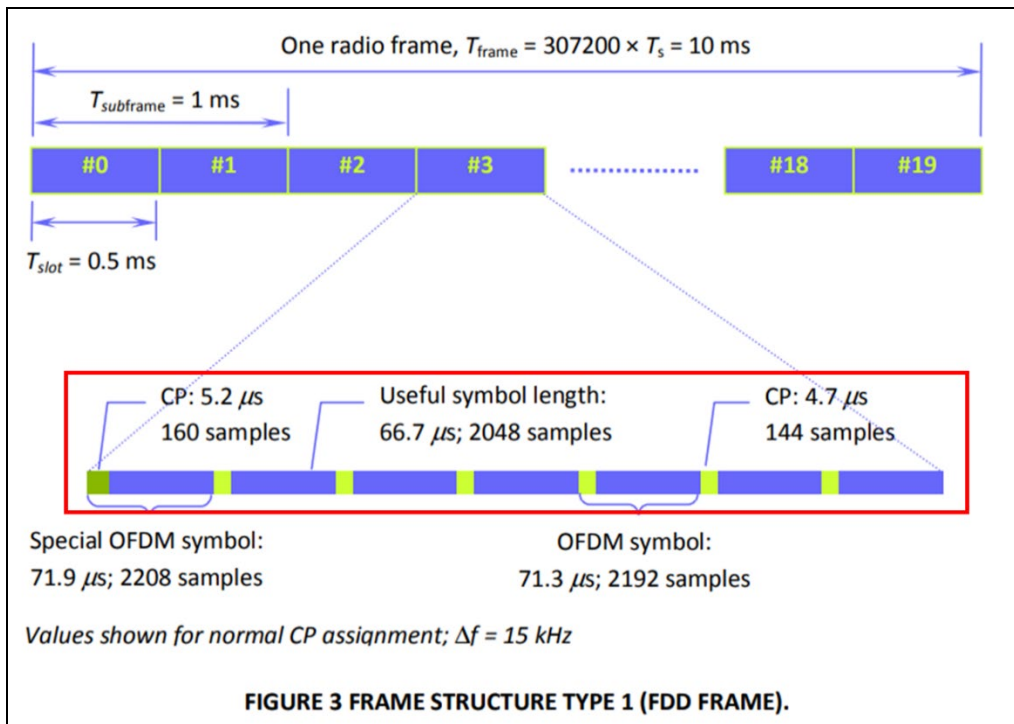 One radio frame, Tframe = 307200 × Ts = 10 ms
Tsubframe = 1 ms
#0 #1 #2 #3 #18 #19
Tslot = 0.5 ms
CP: 5.2 μs
160 samples
Useful symbol length:
66.7 μs; 2048 samples
CP: 4.7 μs
144 samples
Special OFDM symbol:
71.9 μs; 2208 samples
OFDM symbol:
71.3 μs; 2192 samples
Values shown for normal CP assignment; Δf = 15 kHz
FIGURE 3 FRAME STRUCTURE TYPE 1 (FDD FRAME).